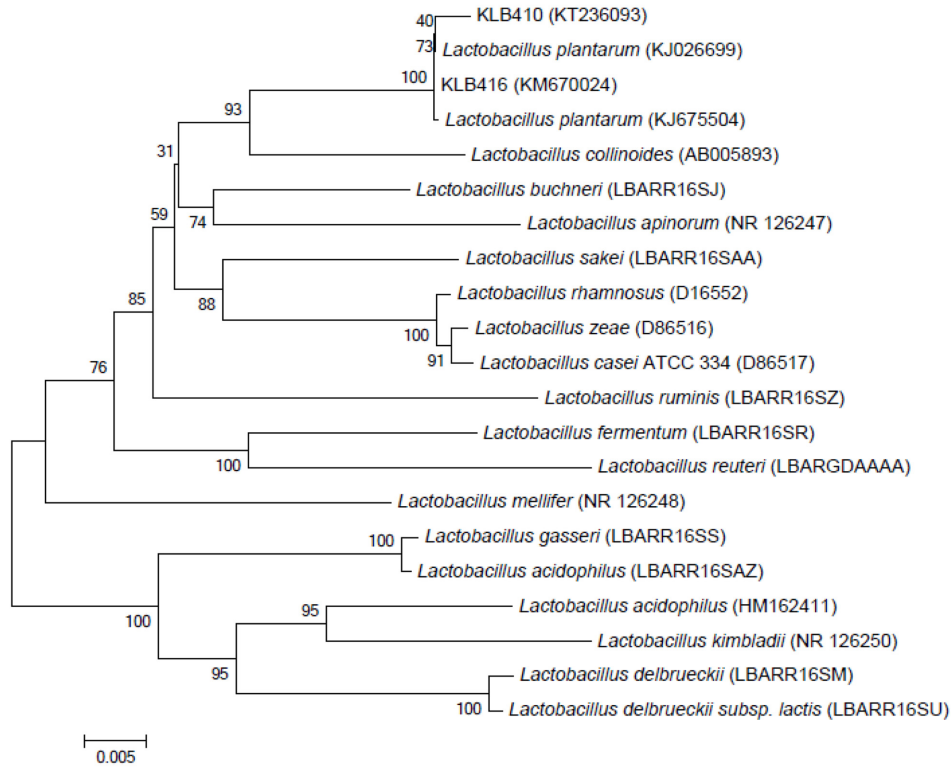 40
KLB410 (KT236093)
73
Lactobacillus plantarum (KJ026699)
100
KLB416 (KM670024)
93
Lactobacillus plantarum (KJ675504)
31
Lactobacillus collinoides (AB005893)
Lactobacillus buchneri (LBARR16SJ)
59
74
Lactobacillus apinorum (NR 126247)
Lactobacillus sakei (LBARR16SAA)
85
88
Lactobacillus rhamnosus (D16552)
100
Lactobacillus zeae (D86516)
76
91
Lactobacillus casei ATCC 334 (D86517)
Lactobacillus ruminis (LBARR16SZ)
Lactobacillus fermentum (LBARR16SR)
100
Lactobacillus reuteri (LBARGDAAAA)
Lactobacillus mellifer (NR 126248)
100
Lactobacillus gasseri (LBARR16SS)
Lactobacillus acidophilus (LBARR16SAZ)
100
95
Lactobacillus acidophilus (HM162411)
Lactobacillus kimbladii (NR 126250)
95
Lactobacillus delbrueckii (LBARR16SM)
100
Lactobacillus delbrueckii subsp. lactis (LBARR16SU)
0.005